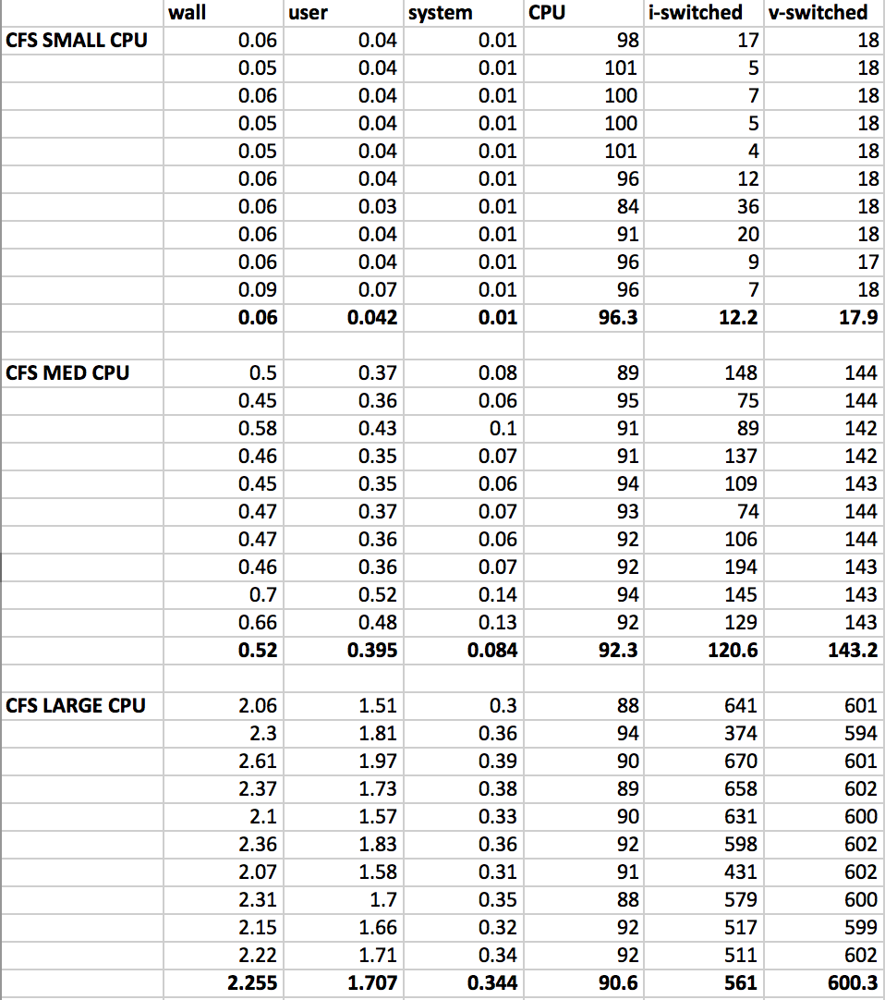 wall user system CPU i-switched v-switched
CFS SMALL CPU 0.06 0.04 0.01 98 17 18
0.05 0.04 0.01 101 5 18
0.06 0.04 0.01 100 7 18
0.05 0.04 0.01 100 5 18
0.05 0.04 0.01 101 4 18
0.06 0.04 0.01 96 12 18
0.06 0.03 0.01 84 36 18
0.06 0.04 0.01 91 20 18
0.06 0.04 0.01 96 9 17
0.09 0.07 0.01 96 7 18
0.06 0.042 0.01 96.3 12.2 17.9
CFS MED CPU 0.5 0.37 0.08 89 148 144
0.45 0.36 0.06 95 75 144
0.58 0.43 0.1 91 89 142
0.46 0.35 0.07 91 137 142
0.45 0.35 0.06 94 109 143
0.47 0.37 0.07 93 74 144
0.47 0.36 0.06 92 106 144
0.46 0.36 0.07 92 194 143
0.7 0.52 0.14 94 145 143
0.66 0.48 0.13 92 129 143
0.52 0.395 0.084 92.3 120.6 143.2
CFS LARGE CPU 2.06 1.51 0.3 88 641 601
2.3 1.81 0.36 94 374 594
2.61 1.97 0.39 90 670 601
2.37 1.73 0.38 89 658 602
2.1 1.57 0.33 90 631 600
2.36 1.83 0.36 92 598 602
2.07 1.58 0.31 91 431 602
2.31 1.7 0.35 88 579 600
2.15 1.66 0.32 92 517 599
2.22 1.71 0.34 92 511 602
2.255 1.707 0.344 90.6 561 600.3